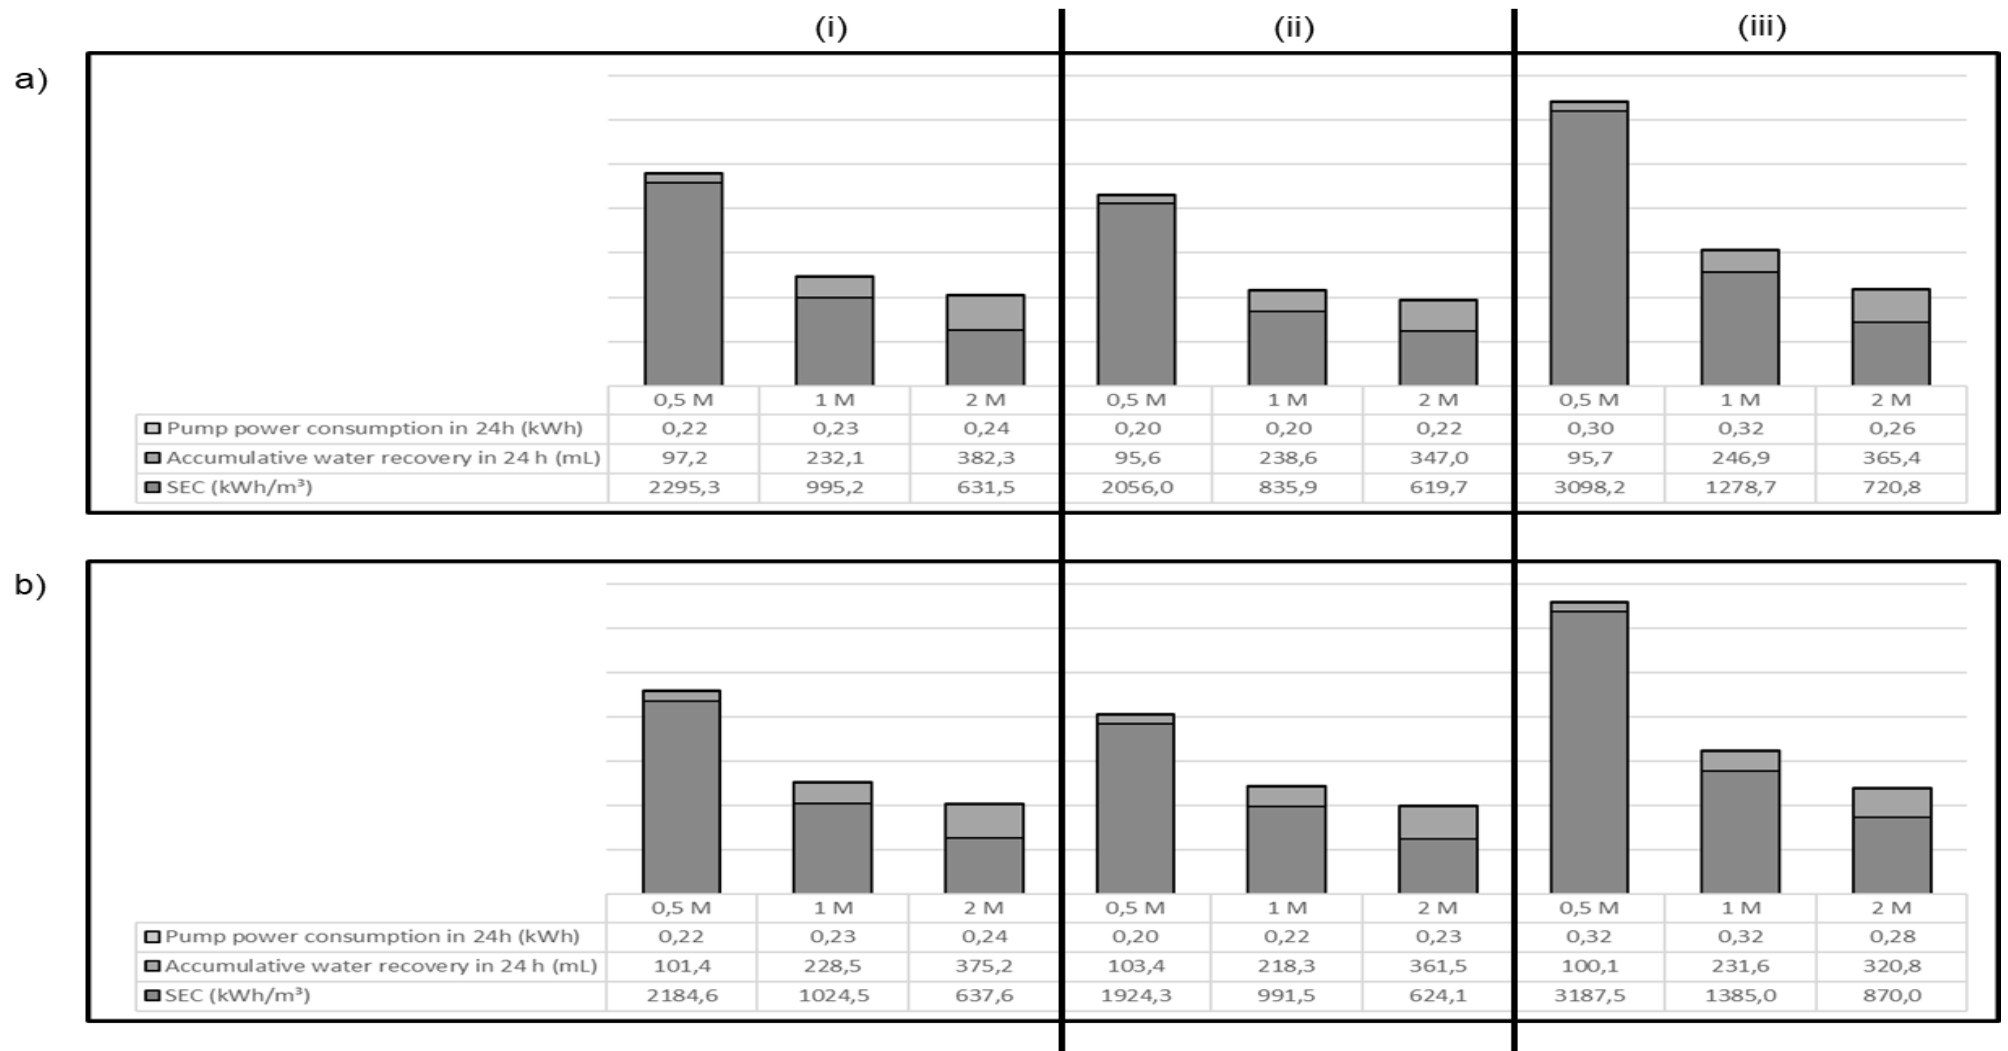 (i) (ii) (iii)
a)
0,5 M 1 M 2 M 0,5 M 1 M 2 M 0,5 M 1 M 2 M
Pump power consumption in 24h (kWh) 0,22 0,23 0,24 0,20 0,20 0,22 0,30 0,32 0,26
Accumulative water recovery in 24 h (mL) 97,2 232,1 382,3 95,6 238,6 347,0 95,7 246,9 365,4
SEC (kWh/m³) 2295,3 995,2 631,5 2056,0 835,9 619,7 3098,2 1278,7 720,8
b)
0,5 M 1 M 2 M 0,5 M 1 M 2 M 0,5 M 1 M 2 M
Pump power consumption in 24h (kWh) 0,22 0,23 0,24 0,20 0,22 0,23 0,32 0,32 0,28
Accumulative water recovery in 24 h (mL) 101,4 228,5 375,2 103,4 218,3 361,5 100,1 231,6 320,8
SEC (kWh/m³) 2184,6 1024,5 637,6 1924,3 991,5 624,1 3187,5 1385,0 870,0